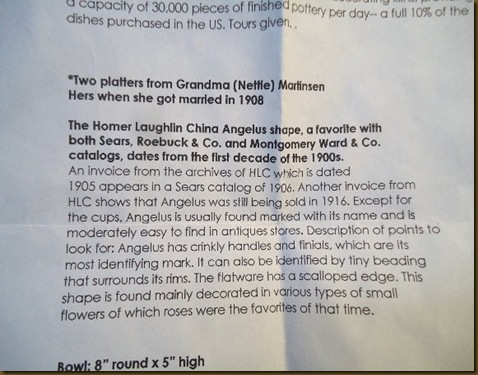 a capacity of 30,000 pieces of finished pottery per day-- a full 10% of the
dishes purchased in the US. Tours given. .
*Two platters from Grandma (Nettie) Martinsen
Hers when she got married in 1908
The Homer Laughlin China Angelus shape, a favorite with
both Sears, Roebuck & Co. and Montgomery Ward & Co.
catalogs, dates from the first decade of the 1900s.
An invoice from the archives of HLC which is dated
1905 appears in a Sears catalog of 1906. Another invoice from
HLC shows that Angelus was still being sold in 1916. Except for
the cups, Angelus is usually found marked with its name and is
moderately easy to find in antiques stores. Description of points to
look for: Angelus has crinkly handles and finials, which are its
most identifying mark. It can also be identified by tiny beading
that surrounds its rims. The flatware has a scalloped edge. This
shape is found mainly decorated in various types of small
flowers of which roses were the favorites of that time.
Bowl: 8" round x 5" high